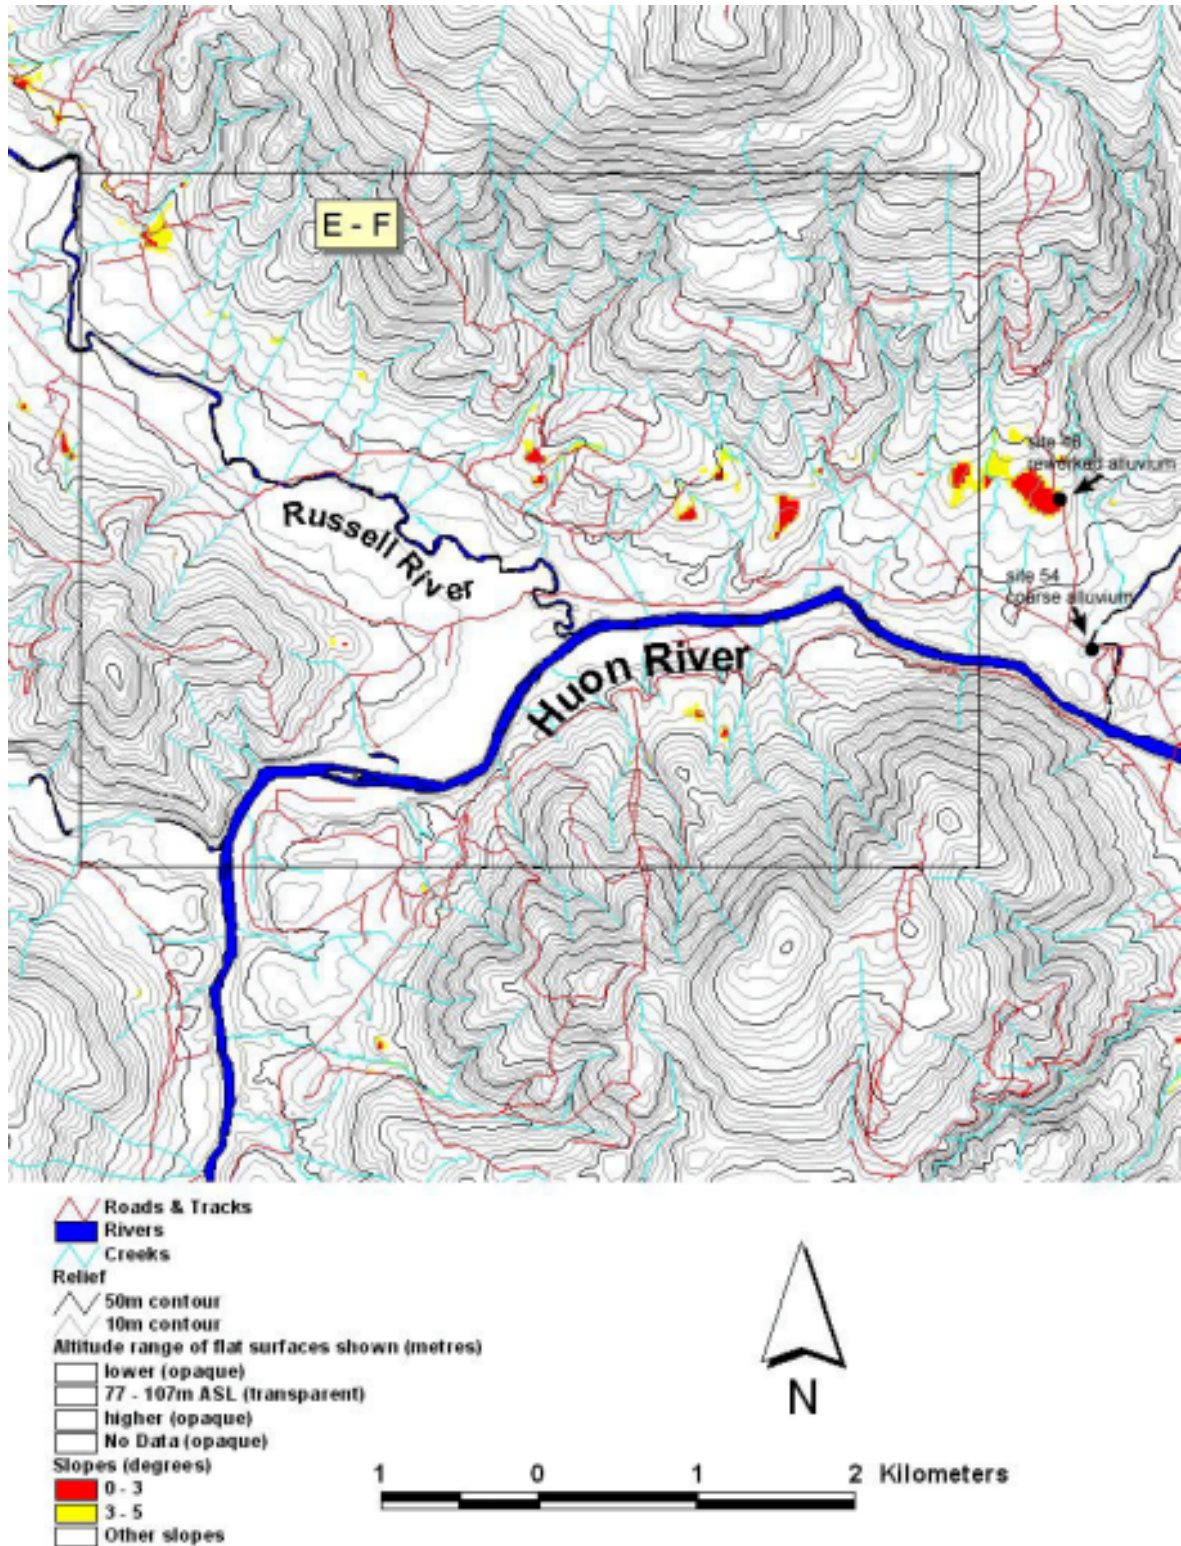 E - F
site 48
reworked alluvium
Russell River
site 54
coarse alluvium
Huon River
Roads & Tracks
Rivers
Creeks
Relief
50m contour
10m contour
Altitude range of flat surfaces shown (metres)
lower (opaque)
77 - 107m ASL (transparent)
higher (opaque)
No Data (opaque)
Slopes (degrees)
0 - 3
3 - 5
Other slopes
N
1 0 1 2 Kilometers